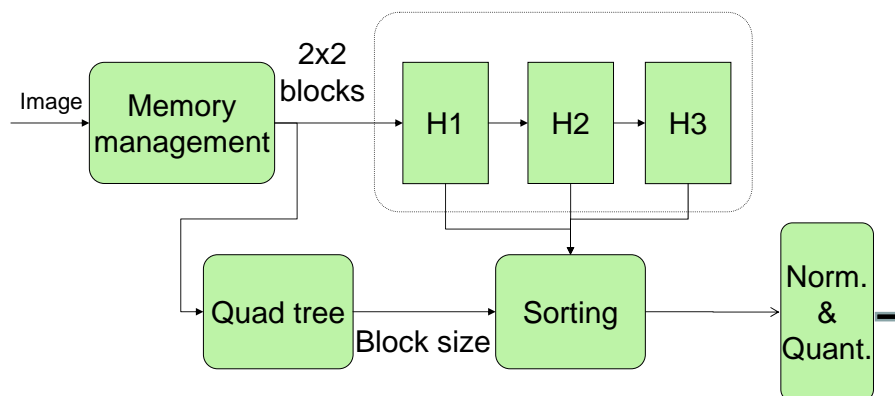 Image
Memory
management
2x2
blocks
H1
H2
H3
Quad tree
Block size
Sorting
Norm.
&
Quant.